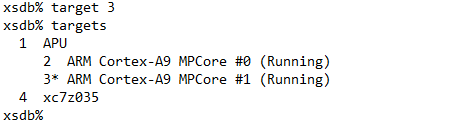 xsdb% target 3
xsdb% targets
  1  APU
     2  ARM Cortex-A9 MPCore #0 (Running)
     3* ARM Cortex-A9 MPCore #1 (Running)
  4  xc7z035
xsdb%